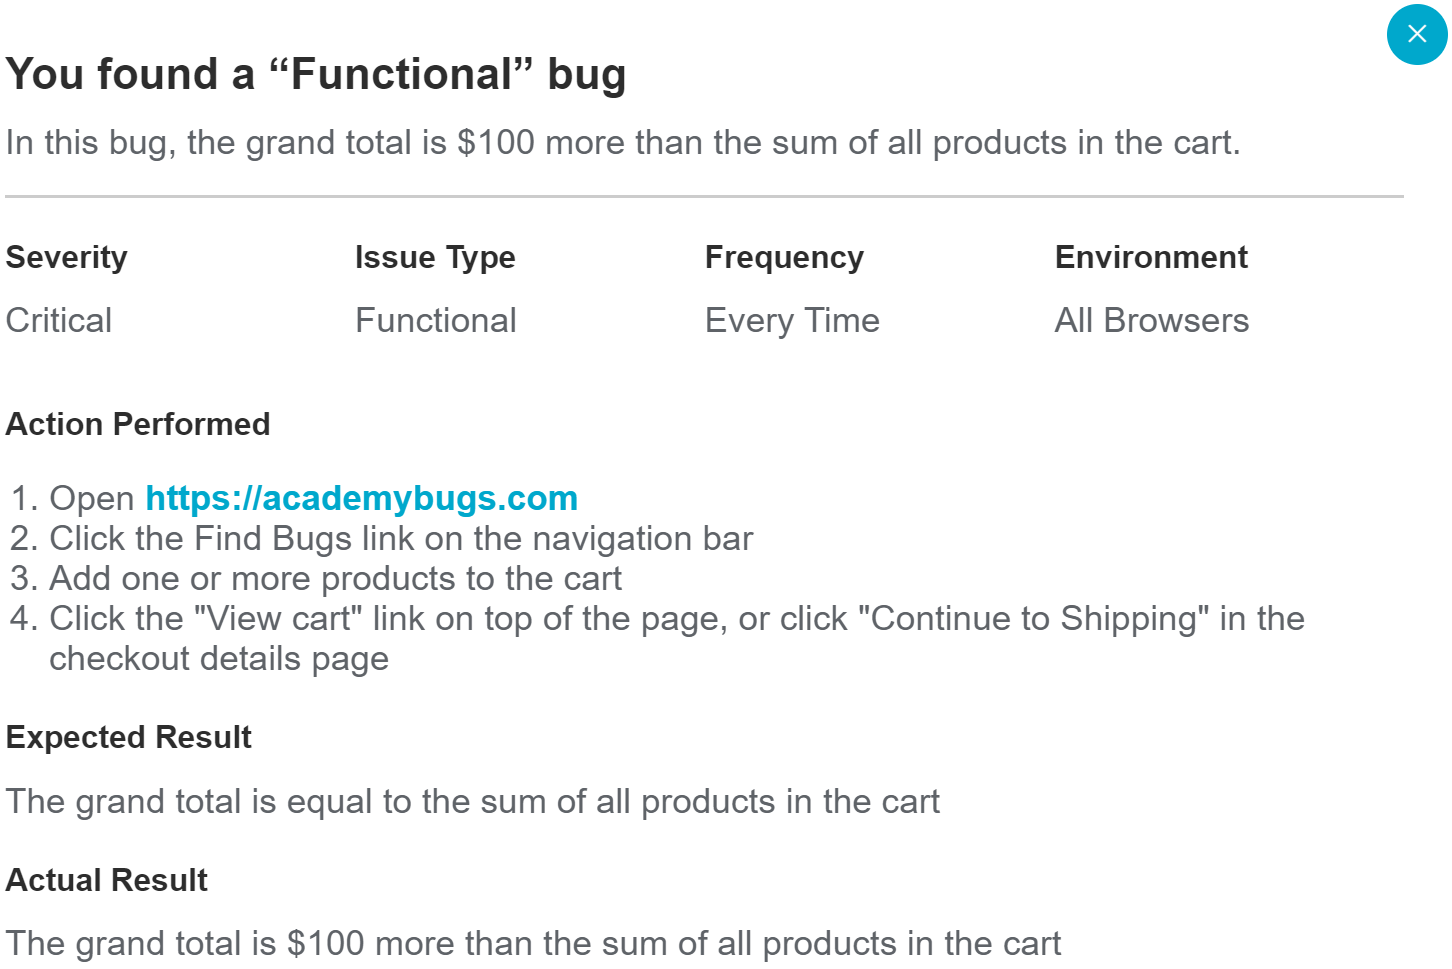 You found a “Functional” bug
In this bug, the grand total is $100 more than the sum of all products in the cart.
Severity
Issue Type
Frequency
Environment
Critical
Functional
Every Time
All Browsers
Action Performed
1. Open https://academybugs.com
2. Click the Find Bugs link on the navigation bar
3. Add one or more products to the cart
4. Click the "View cart" link on top of the page, or click "Continue to Shipping" in the
checkout details page
Expected Result
The grand total is equal to the sum of all products in the cart
Actual Result
The grand total is $100 more than the sum of all products in the cart